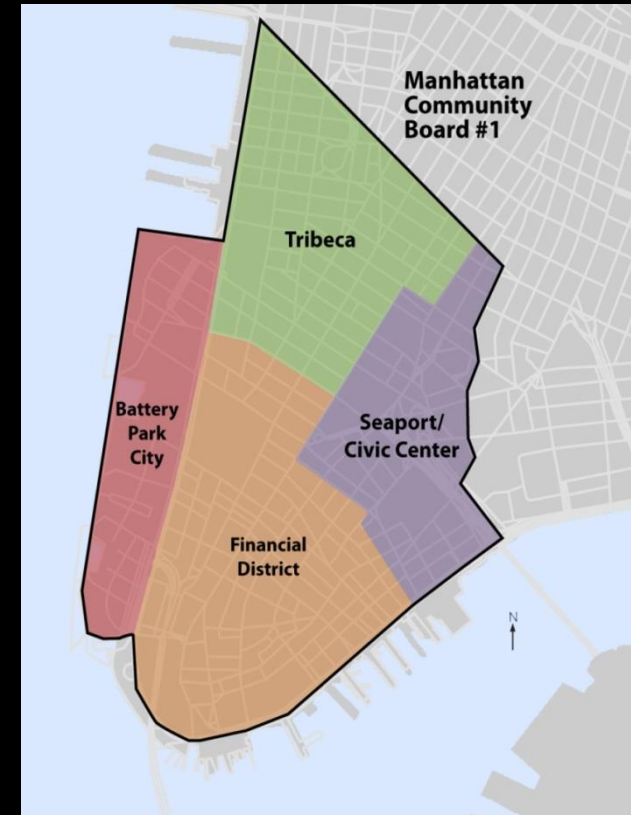 Manhattan
Community
Board #1
Tribeca
Battery
Park
City
Seaport/
Civic Center
Financial
District
N